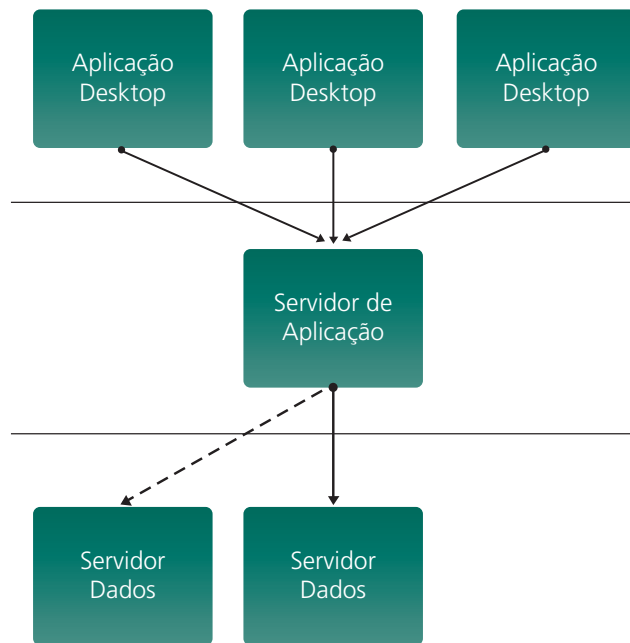 Aplicação
Desktop
Aplicação
Desktop
Aplicação
Desktop
Servidor de
Aplicação
Servidor
Dados
Servidor
Dados